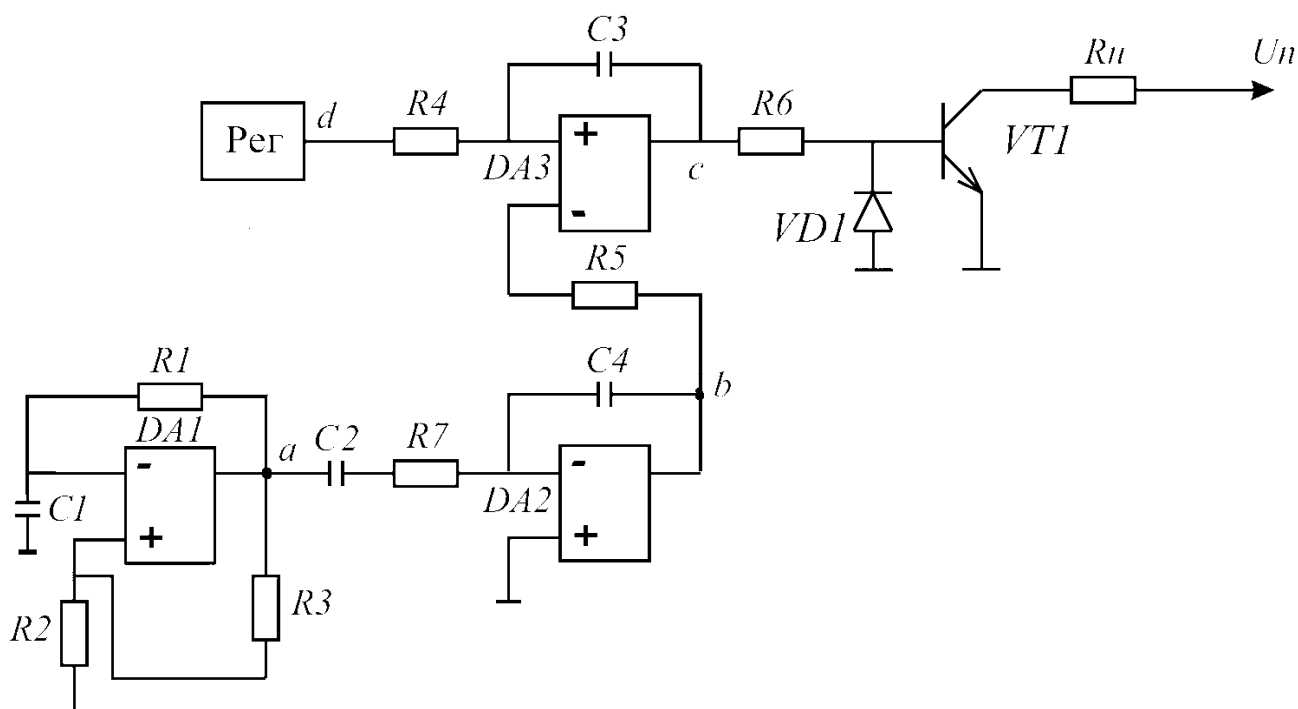 C3
Rн
Uп
R4
R6
d
Рег
+
DA3
c
VT1
-
VD1
R5
R1
C4
b
DA1
a
C2
R7
-
-
C1
DA2
+
+
R3
R2